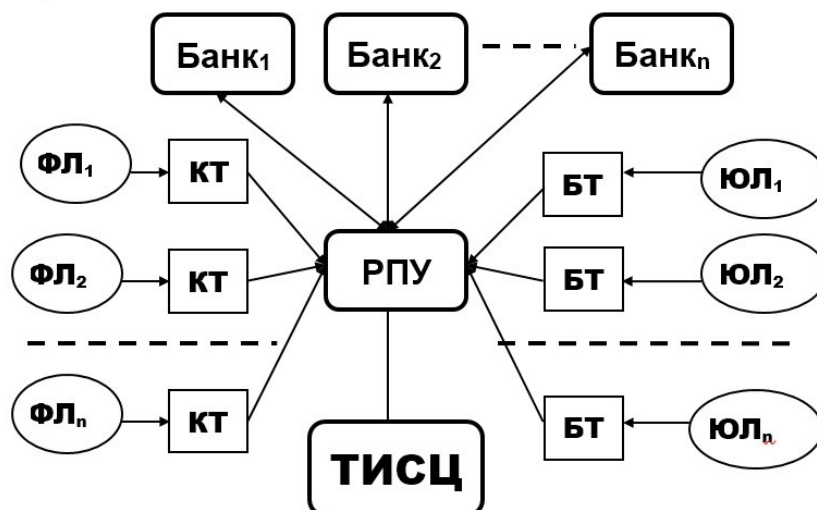 Банк₁ Банк₂ Банкₙ
ФЛ₁ КТ БТ ЮЛ₁
ФЛ₂ КТ РПУ БТ ЮЛ₂
ФЛₙ КТ БТ ЮЛₙ
ТИСЦ